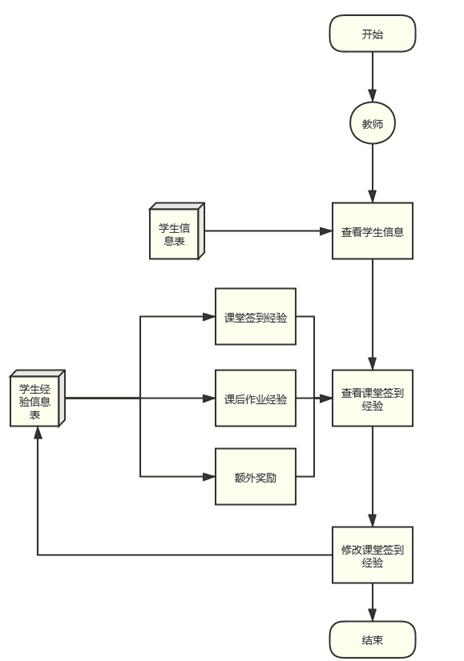 开始
教师
学生信
息表
查看学生信息
课堂签到经验
学生经
验信息
表
课后作业经验
查看课堂签到
经验
额外奖励
修改课堂签到
经验
结束